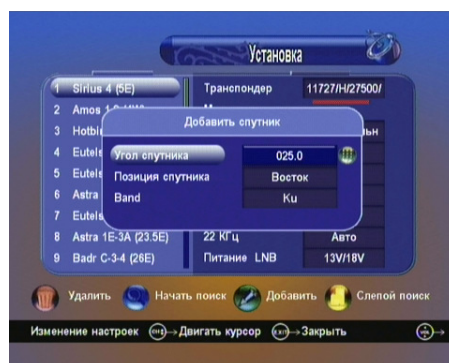 Установка
1 Sirius 4 (5E)
Транспондер 11727/H/27500/
2 Amos
3 Hotbi
Добавить спутник
4 Eutels
Угол спутника 025.0
5 Eutels
Позиция спутника Восток
6 Astra
Band Ku
7 Eutels
8 Astra 1E-3A (23.5E)
22 КГц Авто
9 Badr C-3-4 (26E)
Питание LNB 13V/18V
Удалить Начать поиск Добавить Слепой поиск
Изменение настроек Двигать курсор Закрыть